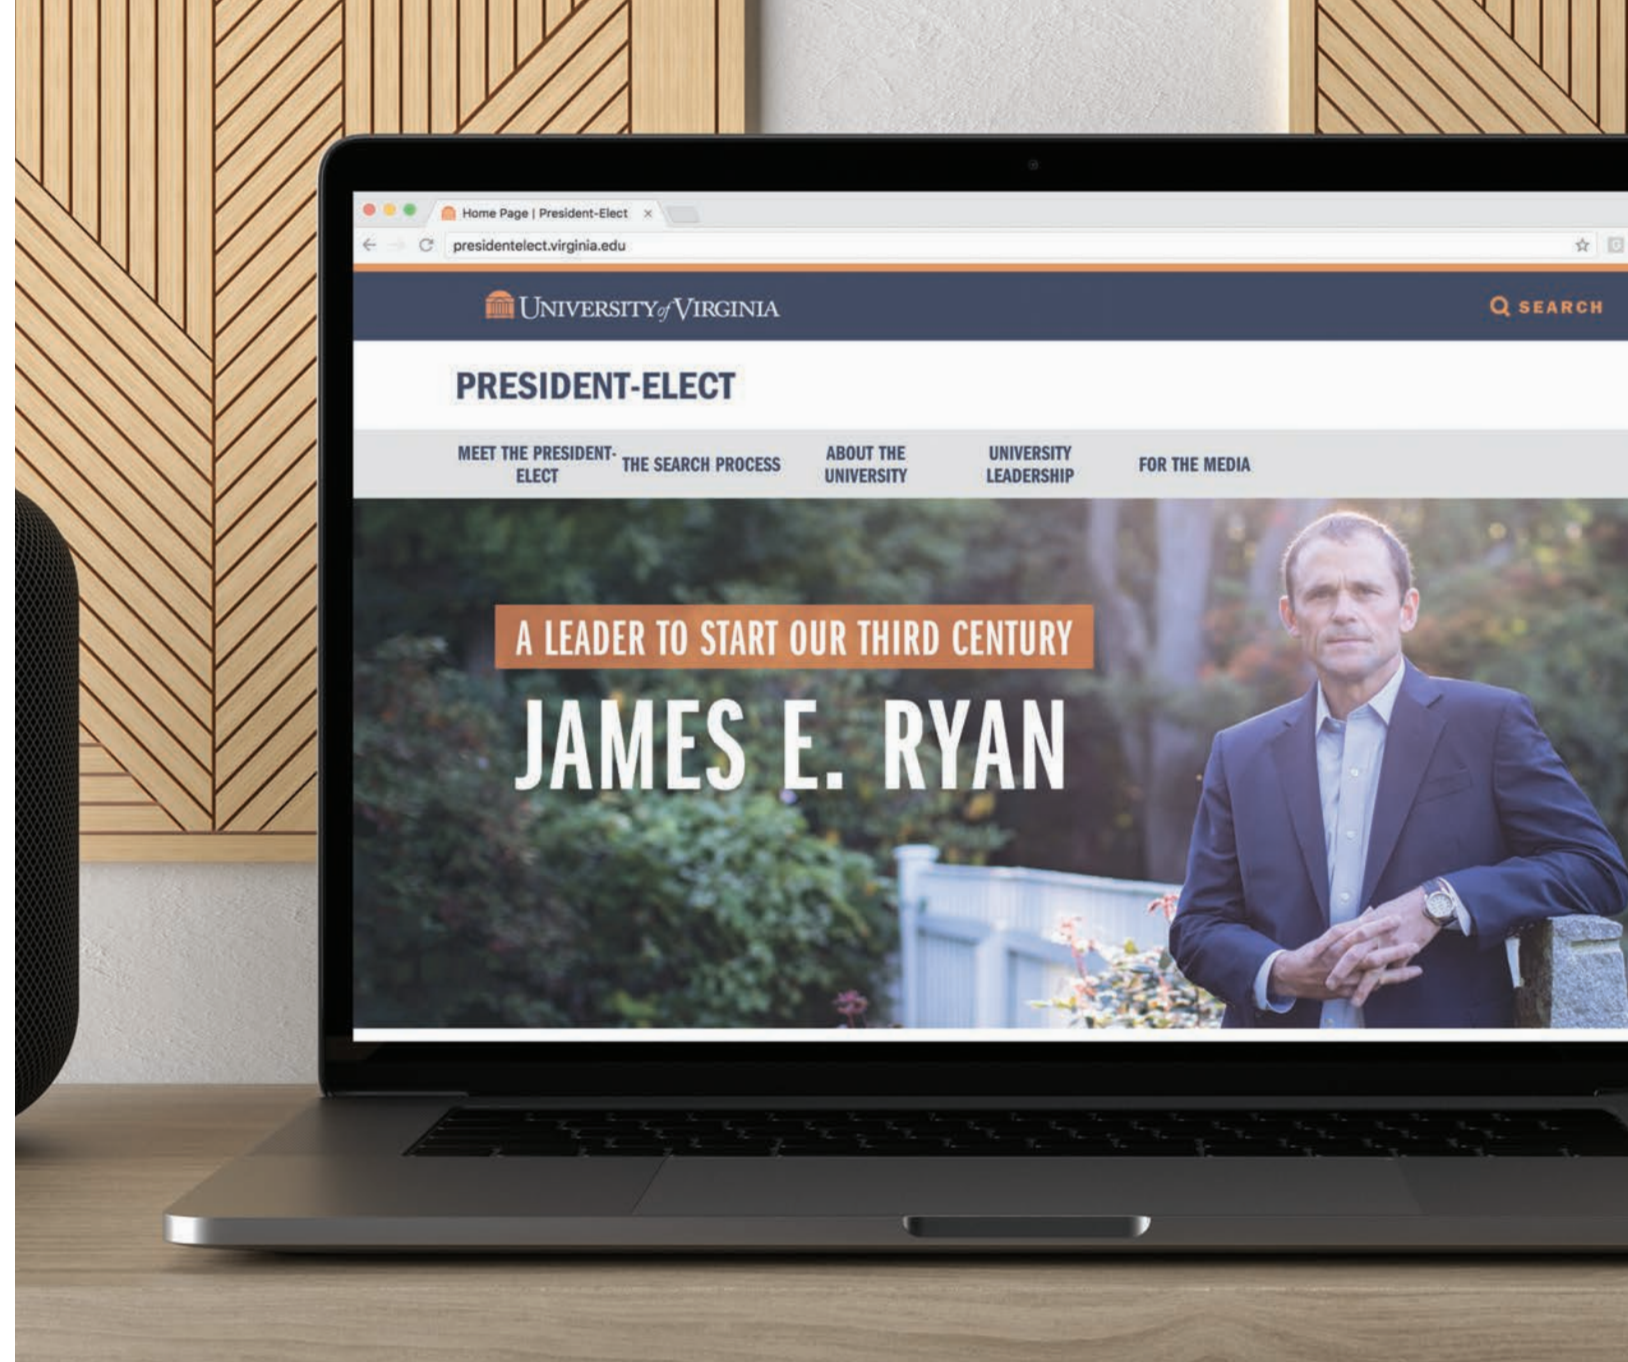 Home Page | President-Elect
presidentelect.virginia.edu
UNIVERSITY of VIRGINIA
SEARCH
PRESIDENT-ELECT
MEET THE PRESIDENT-
ELECT
THE SEARCH PROCESS
ABOUT THE
UNIVERSITY
UNIVERSITY
LEADERSHIP
FOR THE MEDIA
A LEADER TO START OUR THIRD CENTURY
JAMES E. RYAN